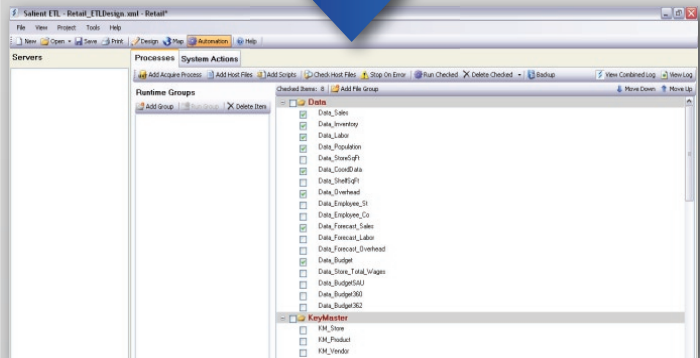 Salient ETL - Retail_ETLDesign.xml - Retail*
File View Project Tools Help
New Open Save Print Design Map Automation Help
Servers
Processes System Actions
Add Acquire Process Add Host Files Add Scripts Check Host Files Stop On Error Run Checked Delete Checked Backup View Combined Log View Log
Runtime Groups
Checked Items: 8 Add File Group Move Down Move Up
Add Group Run Group Delete Item
Data
Data_Sales
Data_Inventory
Data_Labor
Data_Population
Data_StoreSqFt
Data_CoordData
Data_ShelfSqFt
Data_Overhead
Data_Employee_St
Data_Employee_Co
Data_Forecast_Sales
Data_Forecast_Labor
Data_Forecast_Overhead
Data_Budget
Data_Store_Total_Wages
Data_BudgetSAU
Data_Budget360
Data_Budget362
KeyMaster
KM_Store
KM_Product
KM_Vendor